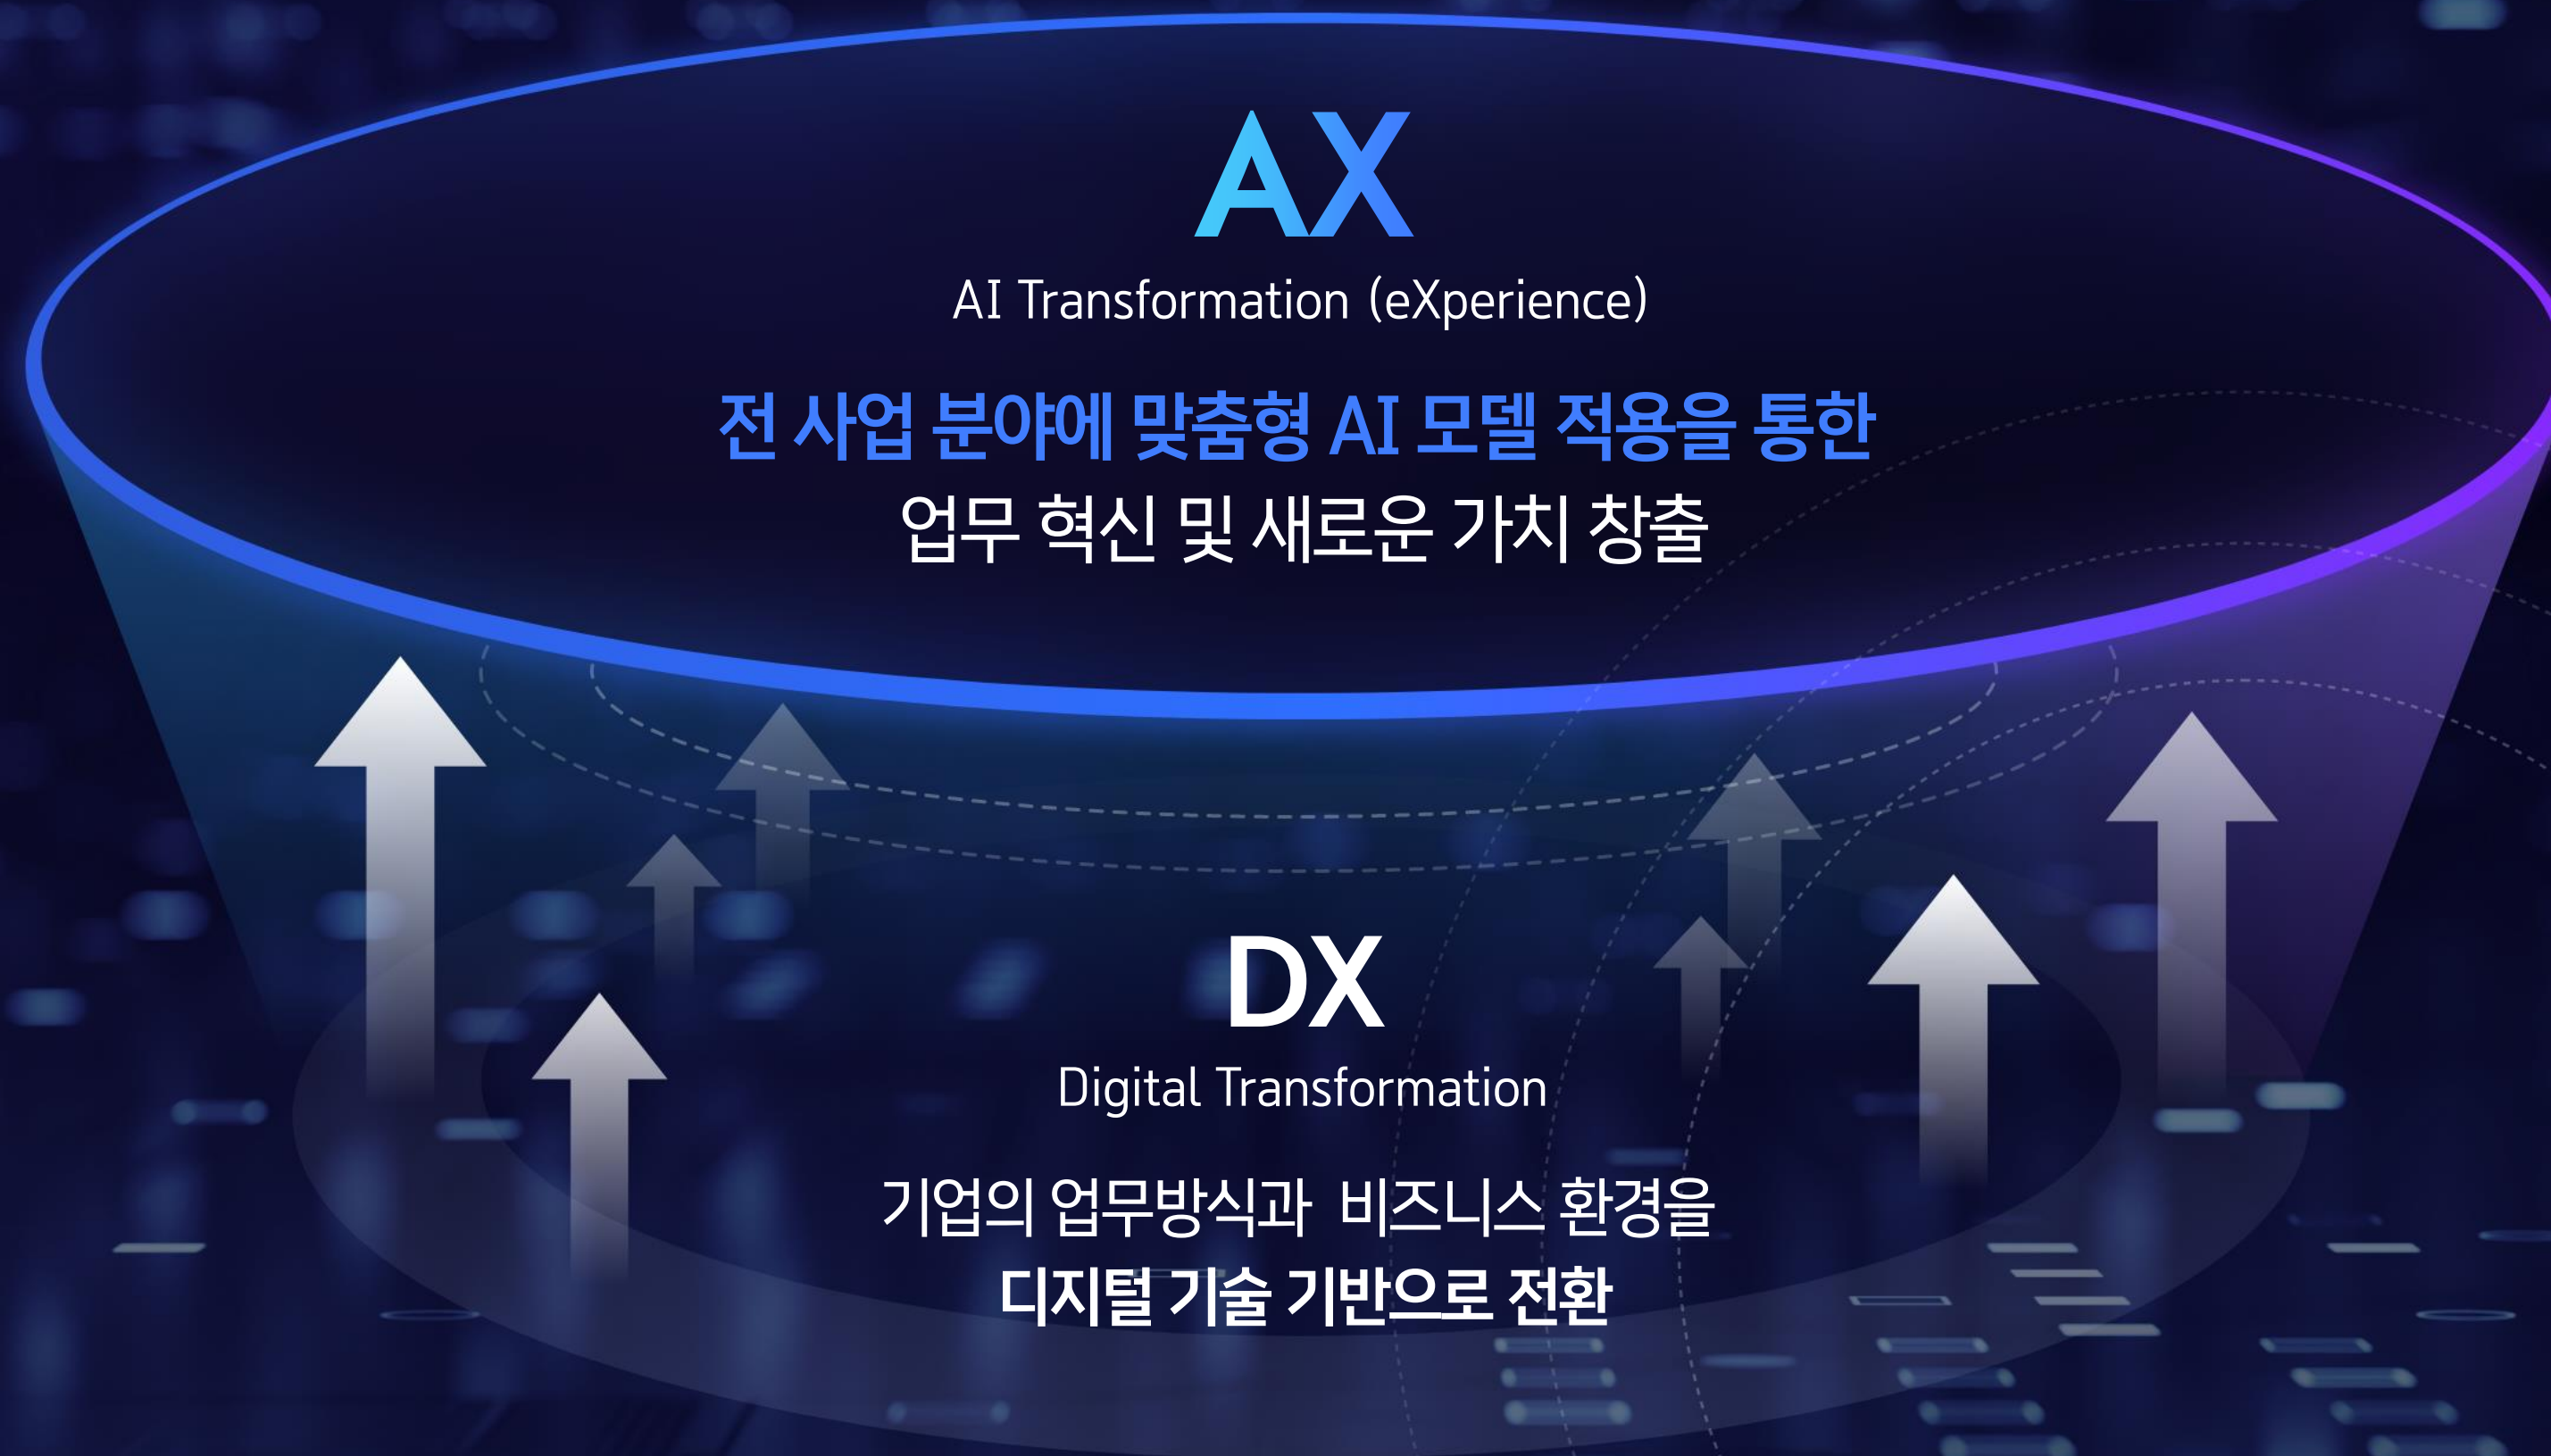 AX
AI Transformation (eXperience)
전 사업 분야에 맞춤형 AI 모델 적용을 통한
업무 혁신 및 새로운 가치 창출
DX
Digital Transformation
기업의 업무방식과 비즈니스 환경을
디지털 기술 기반으로 전환